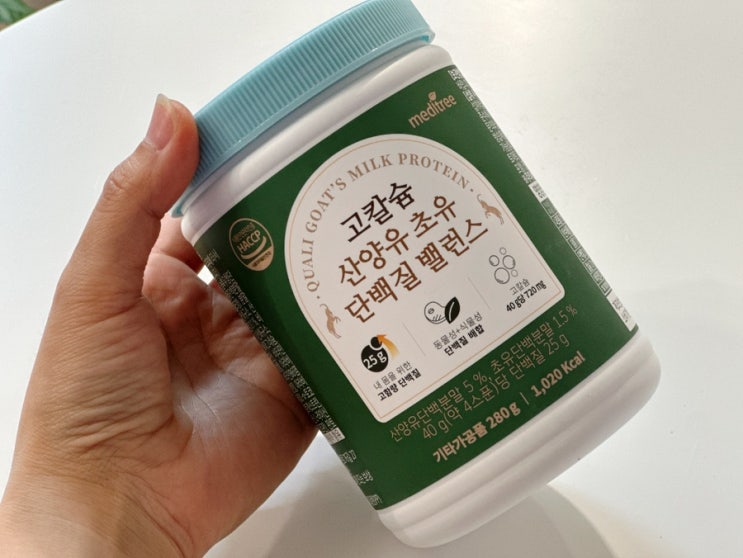 meditree
QUALI GOAT'S MILK PROTEIN
HACCP
고칼슘
산양유 초유
단백질 밸런스
25g
내 몸을 위한
고함량 단백질
동물성+식물성
단백질 배합
고칼슘
40 g당 720 mg
산양유단백분말 5 %, 초유단백분말 1.5 %
40 g(약 4스푼)당 단백질 25 g
기타가공품 280 g | 1,020 Kcal